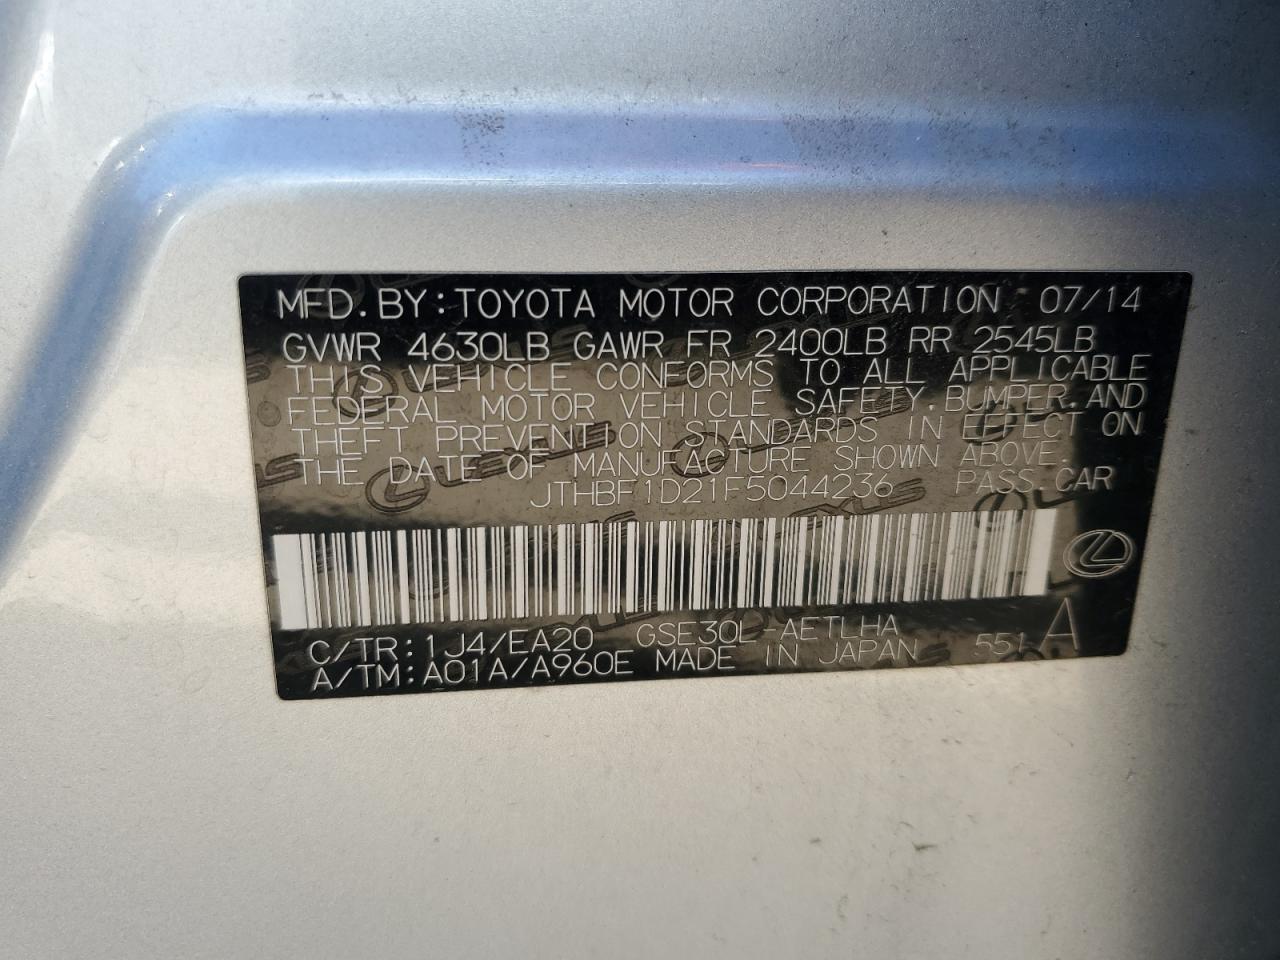 MFD. BY: TOYOTA MOTOR CORPORATION 07/14
GVWR 4630LB GAWR FR 2400LB RR 2545LB
THIS VEHICLE CONFORMS TO ALL APPLICABLE
FEDERAL MOTOR VEHICLE SAFETY, BUMPER, AND
THEFT PREVENTION STANDARDS IN EFFECT ON
THE DATE OF MANUFACTURE SHOWN ABOVE.
JTHBF1D21F5044236 PASS. CAR
C/TR: 1J4/EA20 GSE30L-AETLHA
A/TM: A01A/A960E MADE IN JAPAN 551 A